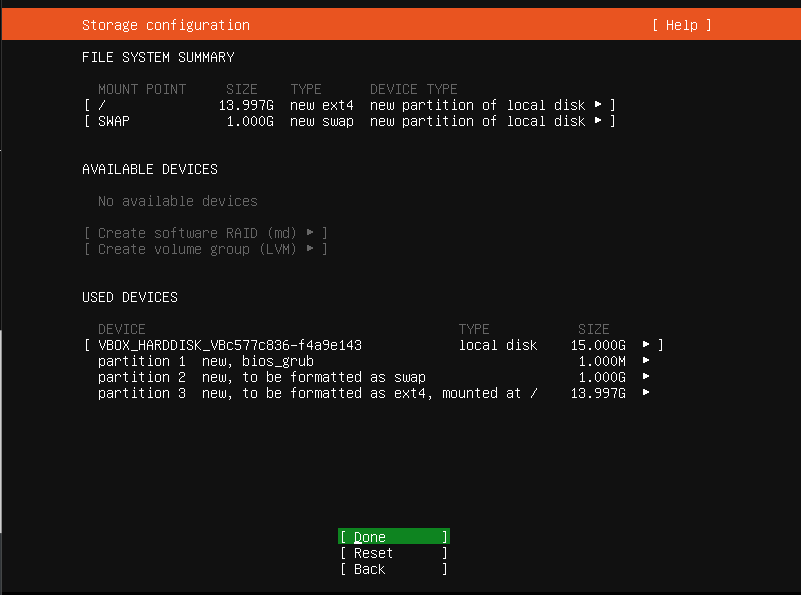 Storage configuration [ Help ]
FILE SYSTEM SUMMARY
MOUNT POINT SIZE TYPE DEVICE TYPE
[ / 13.997G new ext4 new partition of local disk ▸ ]
[ SWAP 1.000G new swap new partition of local disk ▸ ]
AVAILABLE DEVICES
No available devices
[ Create software RAID (md) ▸ ]
[ Create volume group (LVM) ▸ ]
USED DEVICES
DEVICE TYPE SIZE
[ VBOX_HARDDISK_VBc577c836-f4a9e143 local disk 15.000G ▸ ]
partition 1 new, bios_grub 1.000M ▸
partition 2 new, to be formatted as swap 1.000G ▸
partition 3 new, to be formatted as ext4, mounted at / 13.997G ▸
[ Done ]
[ Reset ]
[ Back ]